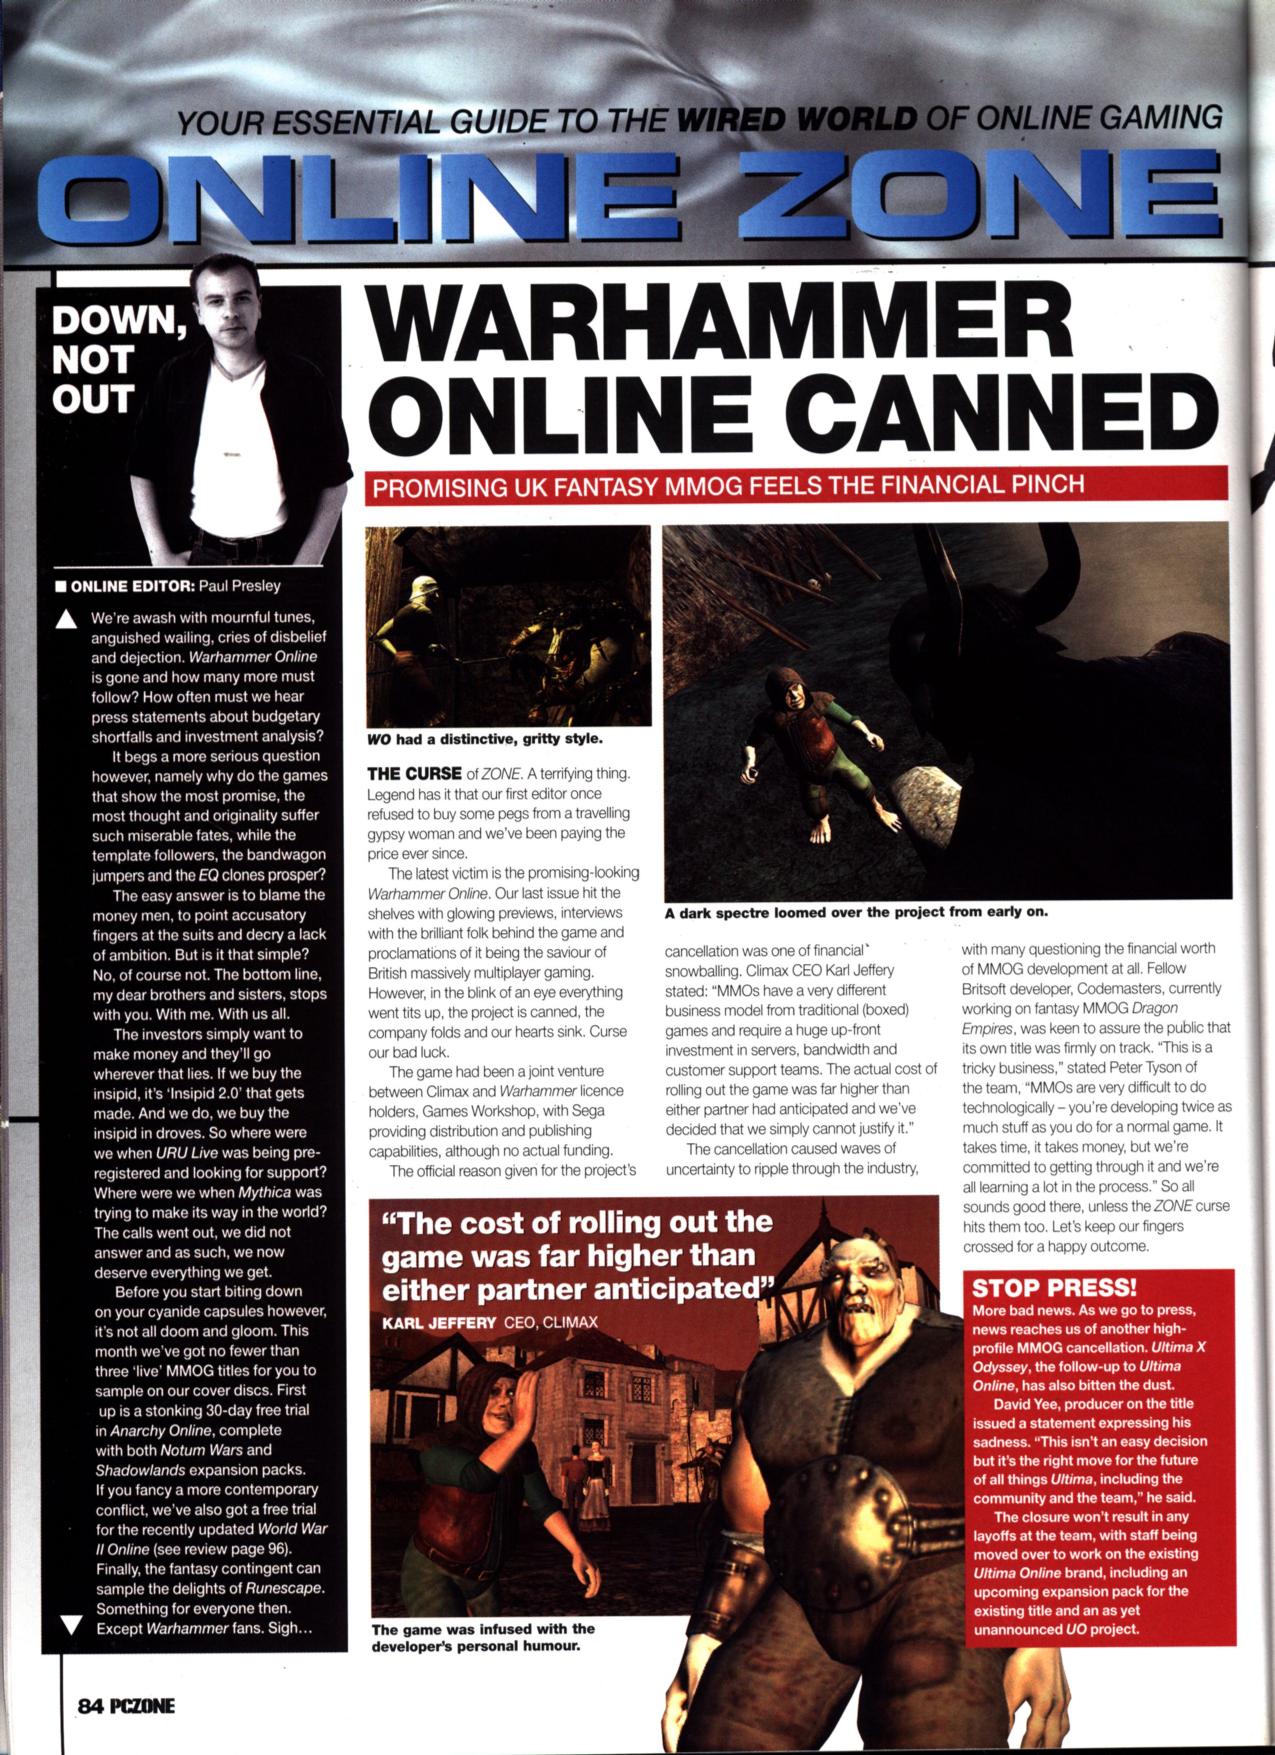 YOUR ESSENTIAL GUIDE TO THE WIRED WORLD OF ONLINE GAMING
ONLINE ZONE
DOWN,
NOT
OUT
■ ONLINE EDITOR: Paul Presley
▲ We're awash with mournful tunes,
anguished wailing, cries of disbelief
and dejection. Warhammer Online
is gone and how many more must
follow? How often must we hear
press statements about budgetary
shortfalls and investment analysis?
It begs a more serious question
however, namely why do the games
that show the most promise, the
most thought and originality suffer
such miserable fates, while the
template followers, the bandwagon
jumpers and the EQ clones prosper?
The easy answer is to blame the
money men, to point accusatory
fingers at the suits and decry a lack
of ambition. But is it that simple?
No, of course not. The bottom line,
my dear brothers and sisters, stops
with you. With me. With us all.
The investors simply want to
make money and they'll go
wherever that lies. If we buy the
insipid, it's 'Insipid 2.0' that gets
made. And we do, we buy the
insipid in droves. So where were
we when URU Live was being pre-
registered and looking for support?
Where were we when Mythica was
trying to make its way in the world?
The calls went out, we did not
answer and as such, we now
deserve everything we get.
Before you start biting down
on your cyanide capsules however,
it's not all doom and gloom. This
month we've got no fewer than
three 'live' MMOG titles for you to
sample on our cover discs. First
up is a stonking 30-day free trial
in Anarchy Online, complete
with both Notum Wars and
Shadowlands expansion packs.
If you fancy a more contemporary
conflict, we've also got a free trial
for the recently updated World War
II Online (see review page 96).
Finally, the fantasy contingent can
sample the delights of Runescape.
Something for everyone then.
▼ Except Warhammer fans. Sigh...
WARHAMMER
ONLINE CANNED
PROMISING UK FANTASY MMOG FEELS THE FINANCIAL PINCH
WO had a distinctive, gritty style.
A dark spectre loomed over the project from early on.
THE CURSE of ZONE. A terrifying thing.
Legend has it that our first editor once
refused to buy some pegs from a travelling
gypsy woman and we've been paying the
price ever since.
The latest victim is the promising-looking
Warhammer Online. Our last issue hit the
shelves with glowing previews, interviews
with the brilliant folk behind the game and
proclamations of it being the saviour of
British massively multiplayer gaming.
However, in the blink of an eye everything
went tits up, the project is canned, the
company folds and our hearts sink. Curse
our bad luck.
The game had been a joint venture
between Climax and Warhammer licence
holders, Games Workshop, with Sega
providing distribution and publishing
capabilities, although no actual funding.
The official reason given for the project's
cancellation was one of financial
snowballing. Climax CEO Karl Jeffery
stated: "MMOs have a very different
business model from traditional (boxed)
games and require a huge up-front
investment in servers, bandwidth and
customer support teams. The actual cost of
rolling out the game was far higher than
either partner had anticipated and we've
decided that we simply cannot justify it."
The cancellation caused waves of
uncertainty to ripple through the industry,
with many questioning the financial worth
of MMOG development at all. Fellow
Britsoft developer, Codemasters, currently
working on fantasy MMOG Dragon
Empires, was keen to assure the public that
its own title was firmly on track. "This is a
tricky business," stated Peter Tyson of
the team, "MMOs are very difficult to do
technologically – you're developing twice as
much stuff as you do for a normal game. It
takes time, it takes money, but we're
committed to getting through it and we're
all learning a lot in the process." So all
sounds good there, unless the ZONE curse
hits them too. Let's keep our fingers
crossed for a happy outcome.
"The cost of rolling out the
game was far higher than
either partner anticipated"
KARL JEFFERY CEO, CLIMAX
The game was infused with the
developer's personal humour.
STOP PRESS!
More bad news. As we go to press,
news reaches us of another high-
profile MMOG cancellation. Ultima X
Odyssey, the follow-up to Ultima
Online, has also bitten the dust.
David Yee, producer on the title
issued a statement expressing his
sadness. "This isn't an easy decision
but it's the right move for the future
of all things Ultima, including the
community and the team," he said.
The closure won't result in any
layoffs at the team, with staff being
moved over to work on the existing
Ultima Online brand, including an
upcoming expansion pack for the
existing title and an as yet
unannounced UO project.
84 PCZONE